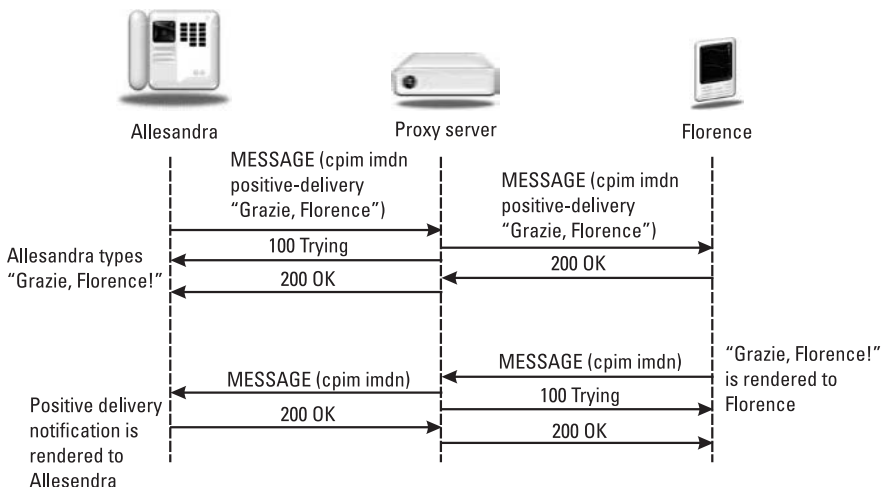 Allesandra
Proxy server
Florence
MESSAGE (cpim imdn
positive-delivery
“Grazie, Florence”)
MESSAGE (cpim imdn
positive-delivery
“Grazie, Florence”)
100 Trying
Allesandra types
“Grazie, Florence!”
200 OK
200 OK
MESSAGE (cpim imdn)
“Grazie, Florence!”
is rendered to
Florence
MESSAGE (cpim imdn)
100 Trying
Positive delivery
notification is
rendered to
Allesendra
200 OK
200 OK